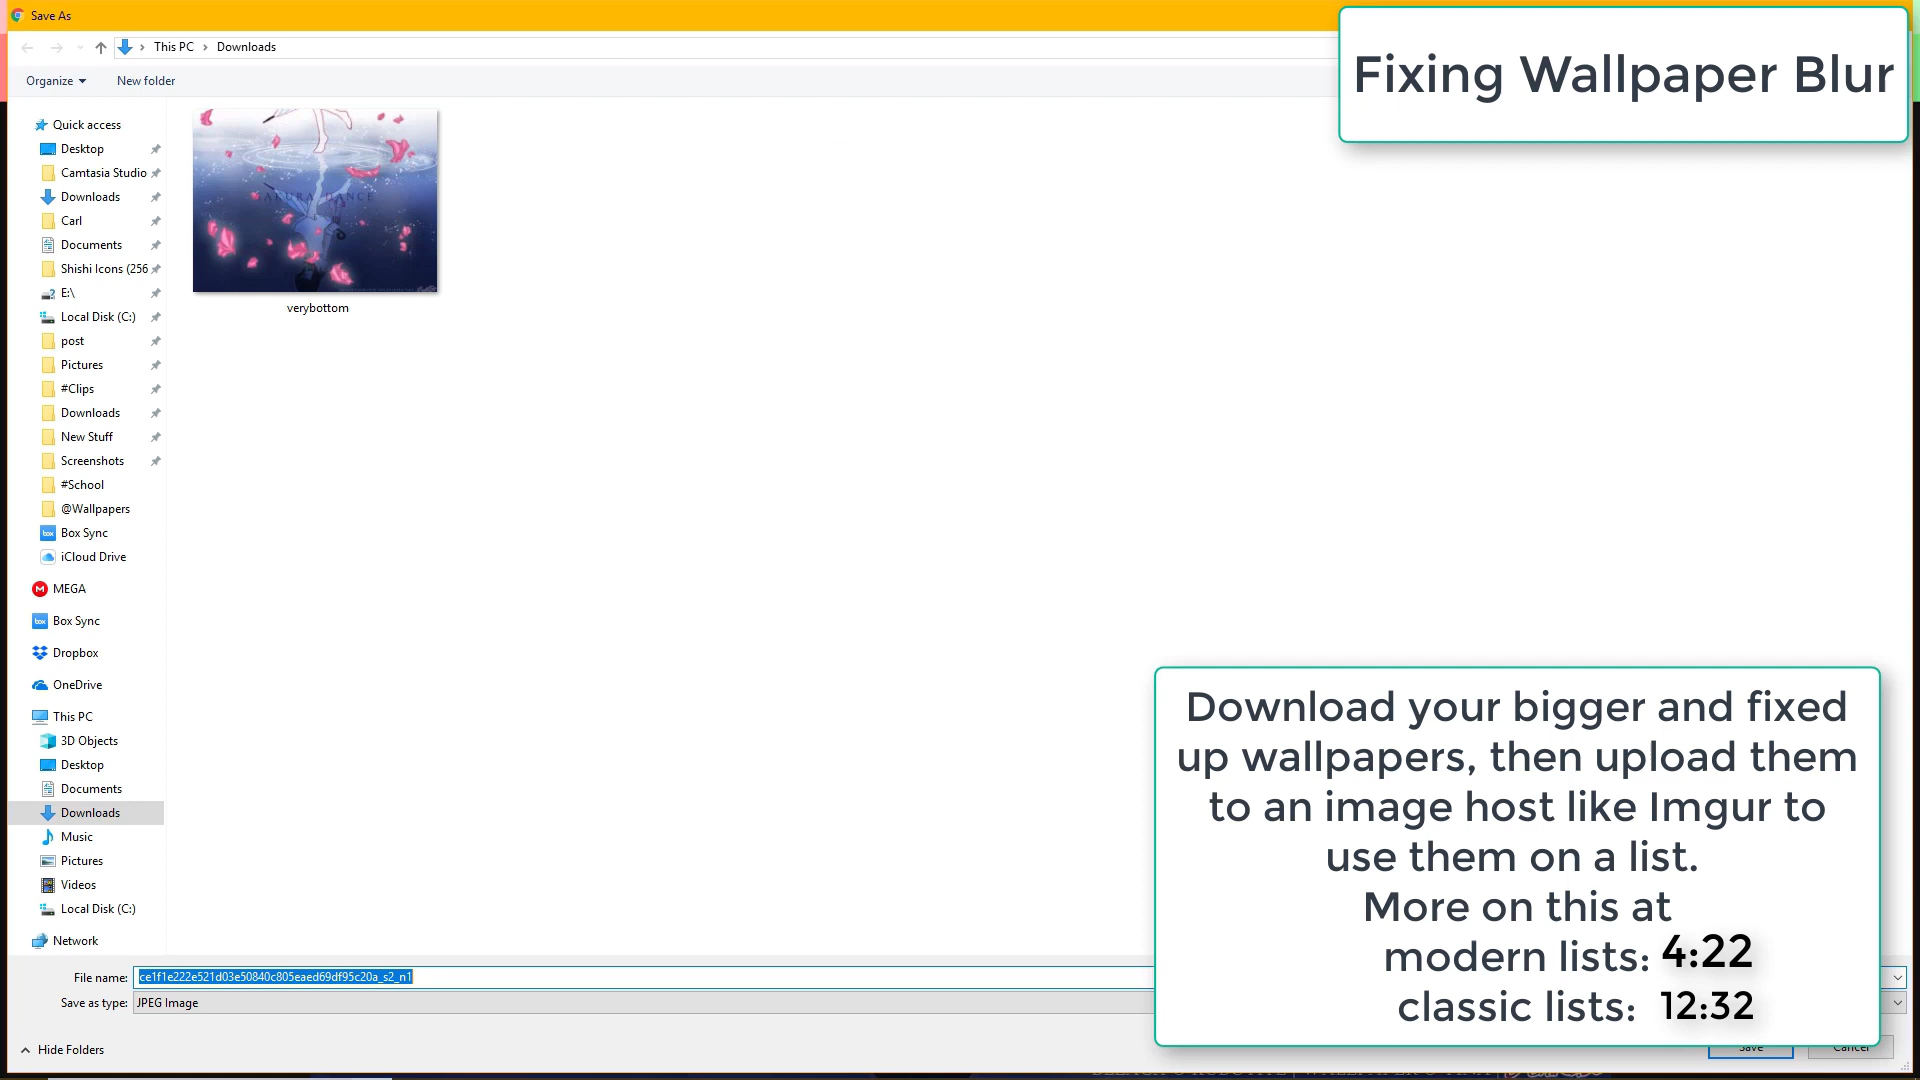 Save As
This PC
Downloads
Organize
New folder
Fixing Wallpaper Blur
Quick access
Desktop
Camtasia Studio
Downloads
Carl
Documents
Shishi Icons (256
E:\
Local Disk (C:)
post
Pictures
#Clips
Downloads
New Stuff
Screenshots
#School
@Wallpapers
box
Box Sync
iCloud Drive
MEGA
box
Box Sync
Dropbox
OneDrive
This PC
3D Objects
Desktop
Documents
Downloads
Music
Pictures
Videos
Local Disk (C:)
Network
DANCE
verybottom
Download your bigger and fixed
up wallpapers, then upload them
to an image host like Imgur to
use them on a list.
More on this at
modern lists: 4:22
classic lists: 12:32
File name: ce1f1e222e521d03e50840c805eaed69df95c20a_s2_n1
Save as type: JPEG Image
Hide Folders
Save
Cancel